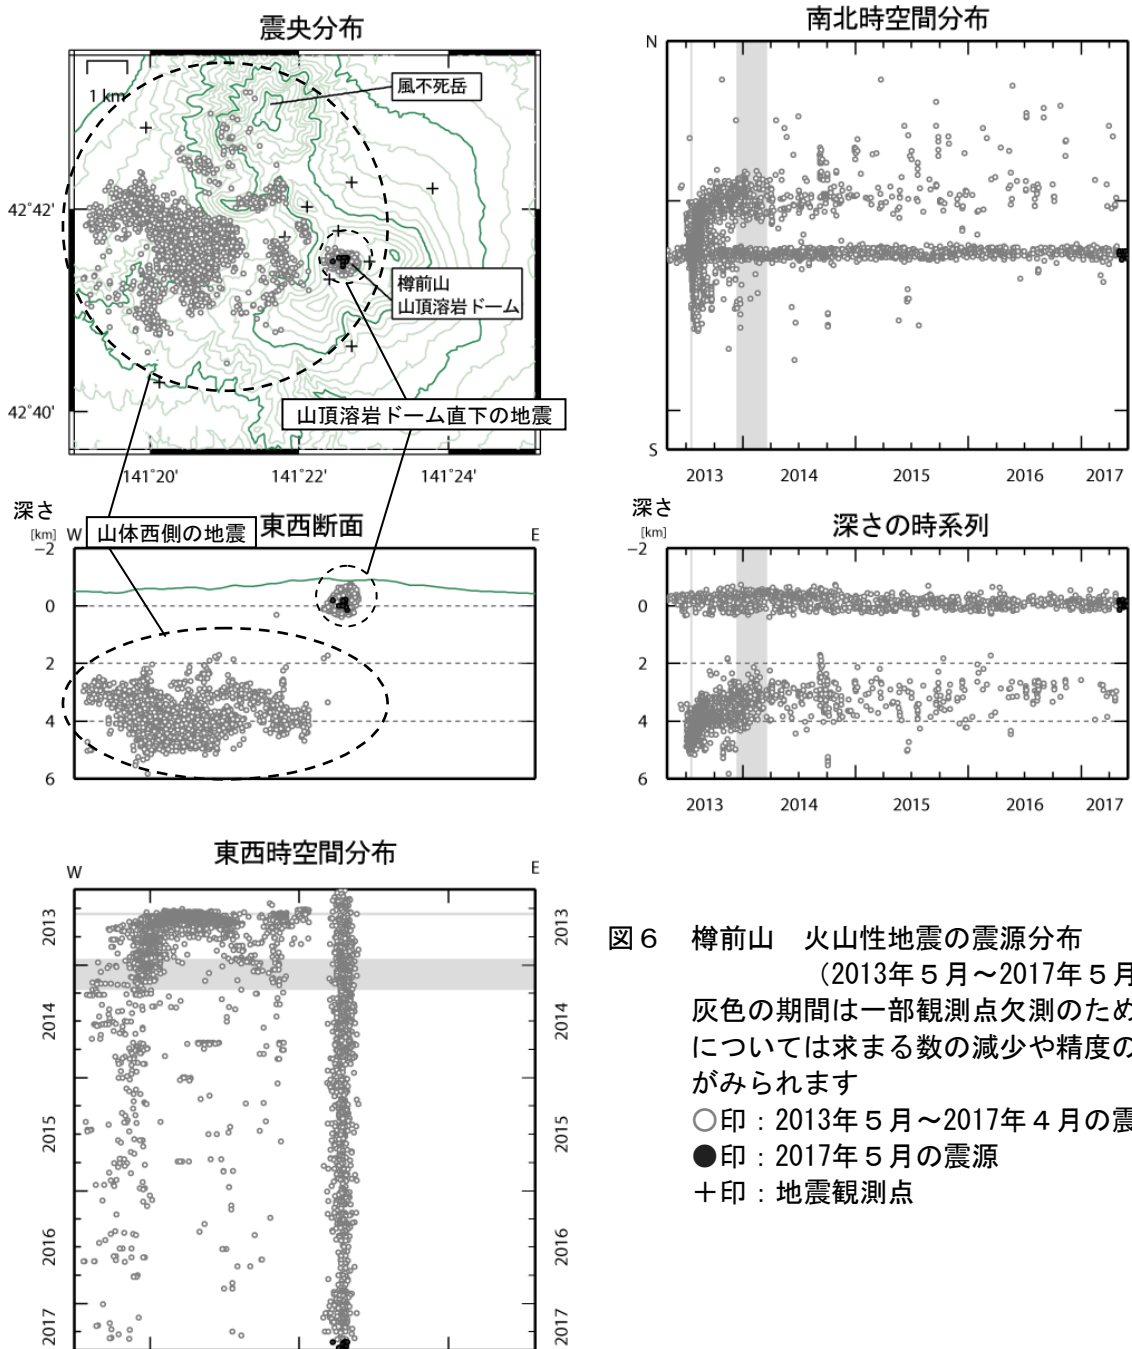 震央分布
1 km
風不死岳
樽前山
山頂溶岩ドーム
42°42'
42°40'
山頂溶岩ドーム直下の地震
141°20'
141°22'
141°24'
南北時空間分布
N
S
2013
2014
2015
2016
2017
深さ
[km]
W
山体西側の地震
東西断面
E
-2
0
2
4
6
深さ
[km]
深さの時系列
-2
0
2
4
6
2013
2014
2015
2016
2017
東西時空間分布
W
E
2013
2014
2015
2016
2017
2013
2014
2015
2016
2017
図6 樽前山 火山性地震の震源分布
(2013年5月~2017年5月
灰色の期間は一部観測点欠測のため
については求まる数の減少や精度の
がみられます
○印:2013年5月~2017年4月の震
●印:2017年5月の震源
+印:地震観測点